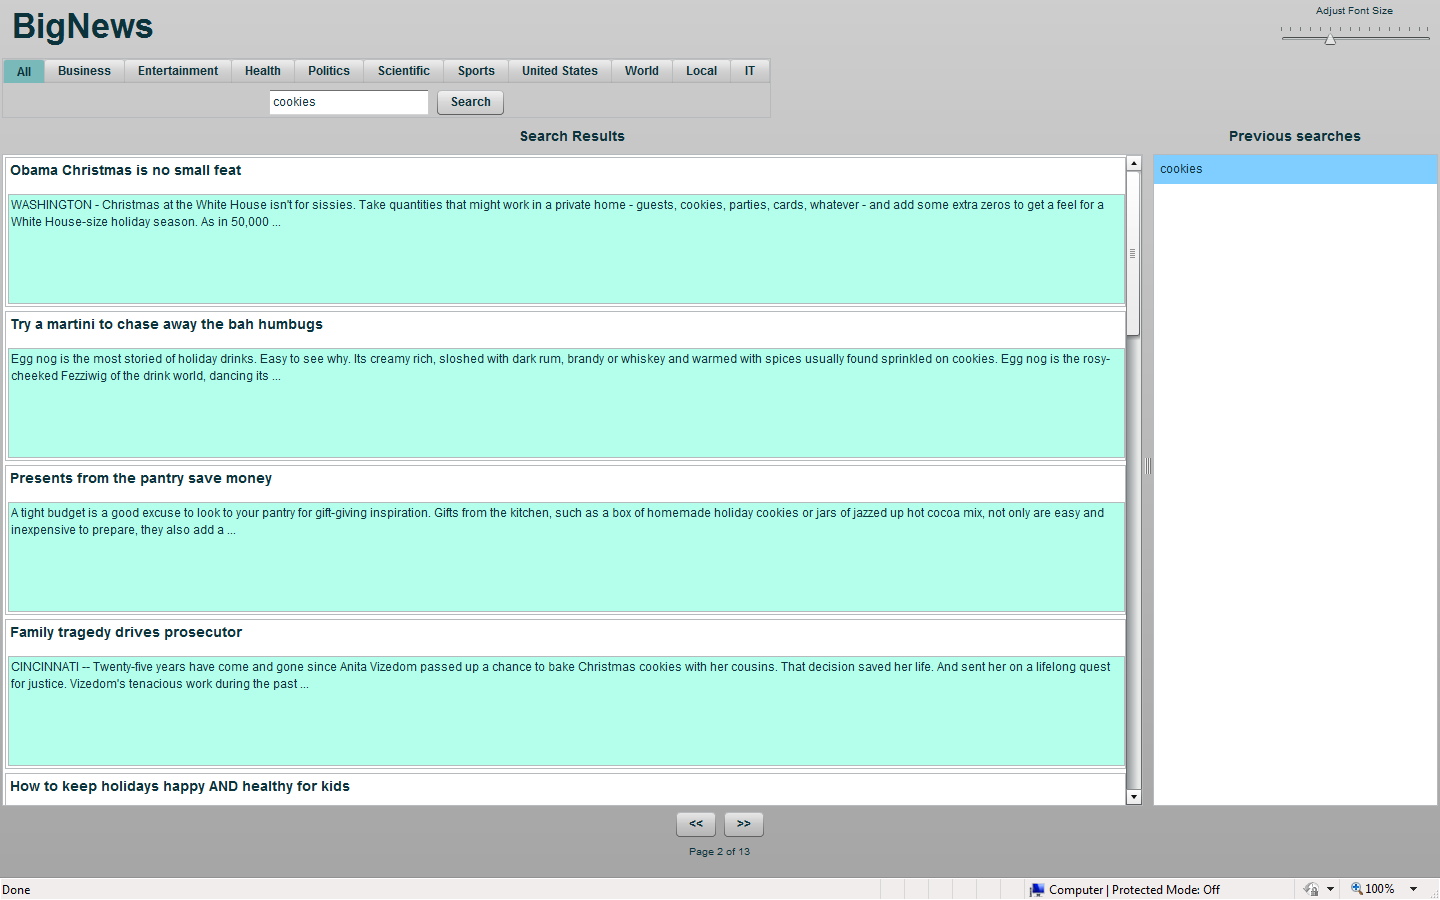 BigNews
Adjust Font Size
All Business Entertainment Health Politics Scientific Sports United States World Local IT
cookies Search
Search Results
Previous searches
cookies
Obama Christmas is no small feat
WASHINGTON - Christmas at the White House isn't for sissies. Take quantities that might work in a private home - guests, cookies, parties, cards, whatever - and add some extra zeros to get a feel for a
White House-size holiday season. As in 50,000 ...
Try a martini to chase away the bah humbugs
Egg nog is the most storied of holiday drinks. Easy to see why. Its creamy rich, sloshed with dark rum, brandy or whiskey and warmed with spices usually found sprinkled on cookies. Egg nog is the rosy-
cheeked Fezziwig of the drink world, dancing its ...
Presents from the pantry save money
A tight budget is a good excuse to look to your pantry for gift-giving inspiration. Gifts from the kitchen, such as a box of homemade holiday cookies or jars of jazzed up hot cocoa mix, not only are easy and
inexpensive to prepare, they also add a ...
Family tragedy drives prosecutor
CINCINNATI -- Twenty-five years have come and gone since Anita Vizedom passed up a chance to bake Christmas cookies with her cousins. That decision saved her life. And sent her on a lifelong quest
for justice. Vizedom's tenacious work during the past ...
How to keep holidays happy AND healthy for kids
<< >>
Page 2 of 13
Done Computer | Protected Mode: Off 100%